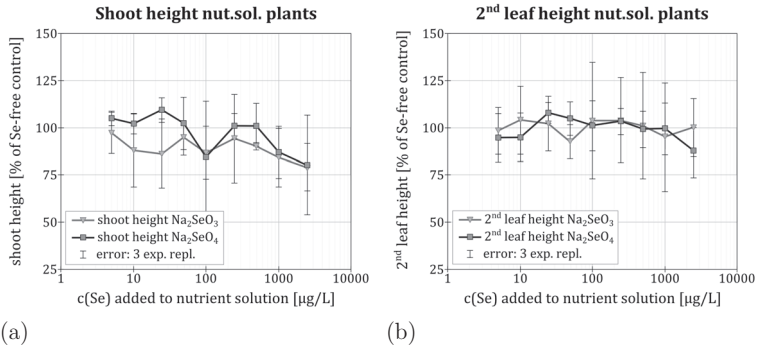 Shoot height nut.sol. plants
150
125
100
75
50
25
shoot height [% of Se-free control]
shoot height Na₂SeO₃
shoot height Na₂SeO₄
error: 3 exp. repl.
1
10
100
1000
10000
c(Se) added to nutrient solution [µg/L]
(a)
2nd leaf height nut.sol. plants
150
125
100
75
50
25
2nd leaf height [% of Se-free control]
2nd leaf height Na₂SeO₃
2nd leaf height Na₂SeO₄
error: 3 exp. repl.
1
10
100
1000
10000
c(Se) added to nutrient solution [µg/L]
(b)